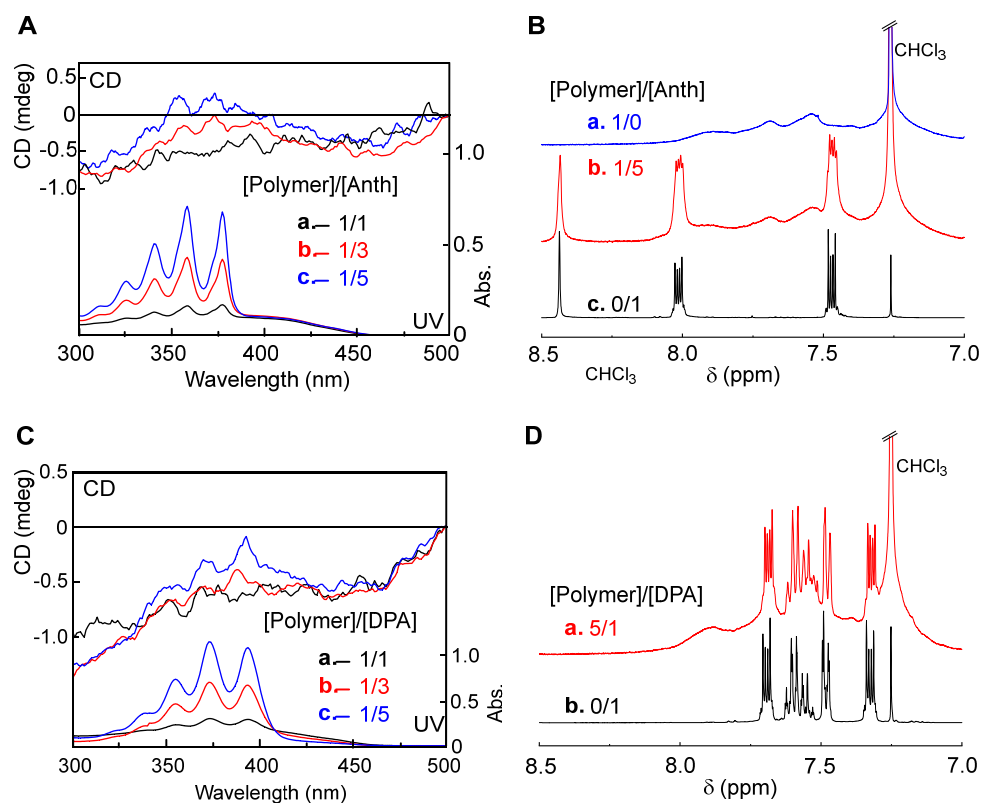 A
CD
CD (mdeg)
0.5
0
-0.5
-1.0
1.0
0.5
0
Abs.
[Polymer]/[Anth]
a. 1/1
b. 1/3
c. 1/5
UV
300 350 400 450 500
Wavelength (nm)
B
CHCl3
[Polymer]/[Anth]
a. 1/0
b. 1/5
c. 0/1
8.5 8.0 7.5 7.0
CHCl3
δ (ppm)
C
CD
CD (mdeg)
0.5
0
-0.5
-1.0
1.0
0.5
0
Abs.
[Polymer]/[DPA]
a. 1/1
b. 1/3
c. 1/5
UV
300 350 400 450 500
Wavelength (nm)
D
CHCl3
[Polymer]/[DPA]
a. 5/1
b. 0/1
8.5 8.0 7.5 7.0
δ (ppm)